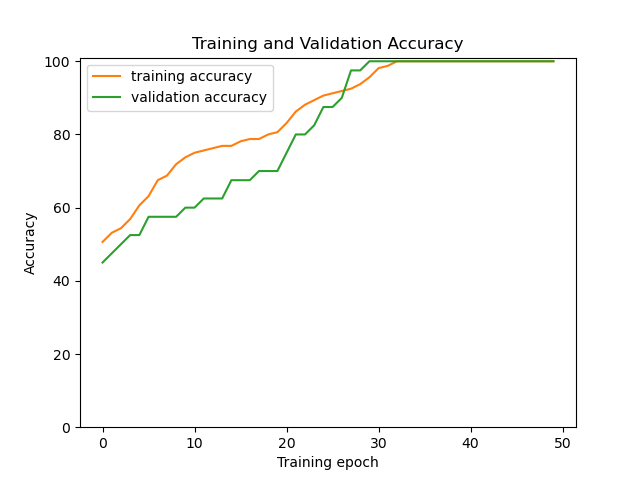 Training and Validation Accuracy
training accuracy
validation accuracy
100
80
60
40
20
0
Accuracy
0 10 20 30 40 50
Training epoch